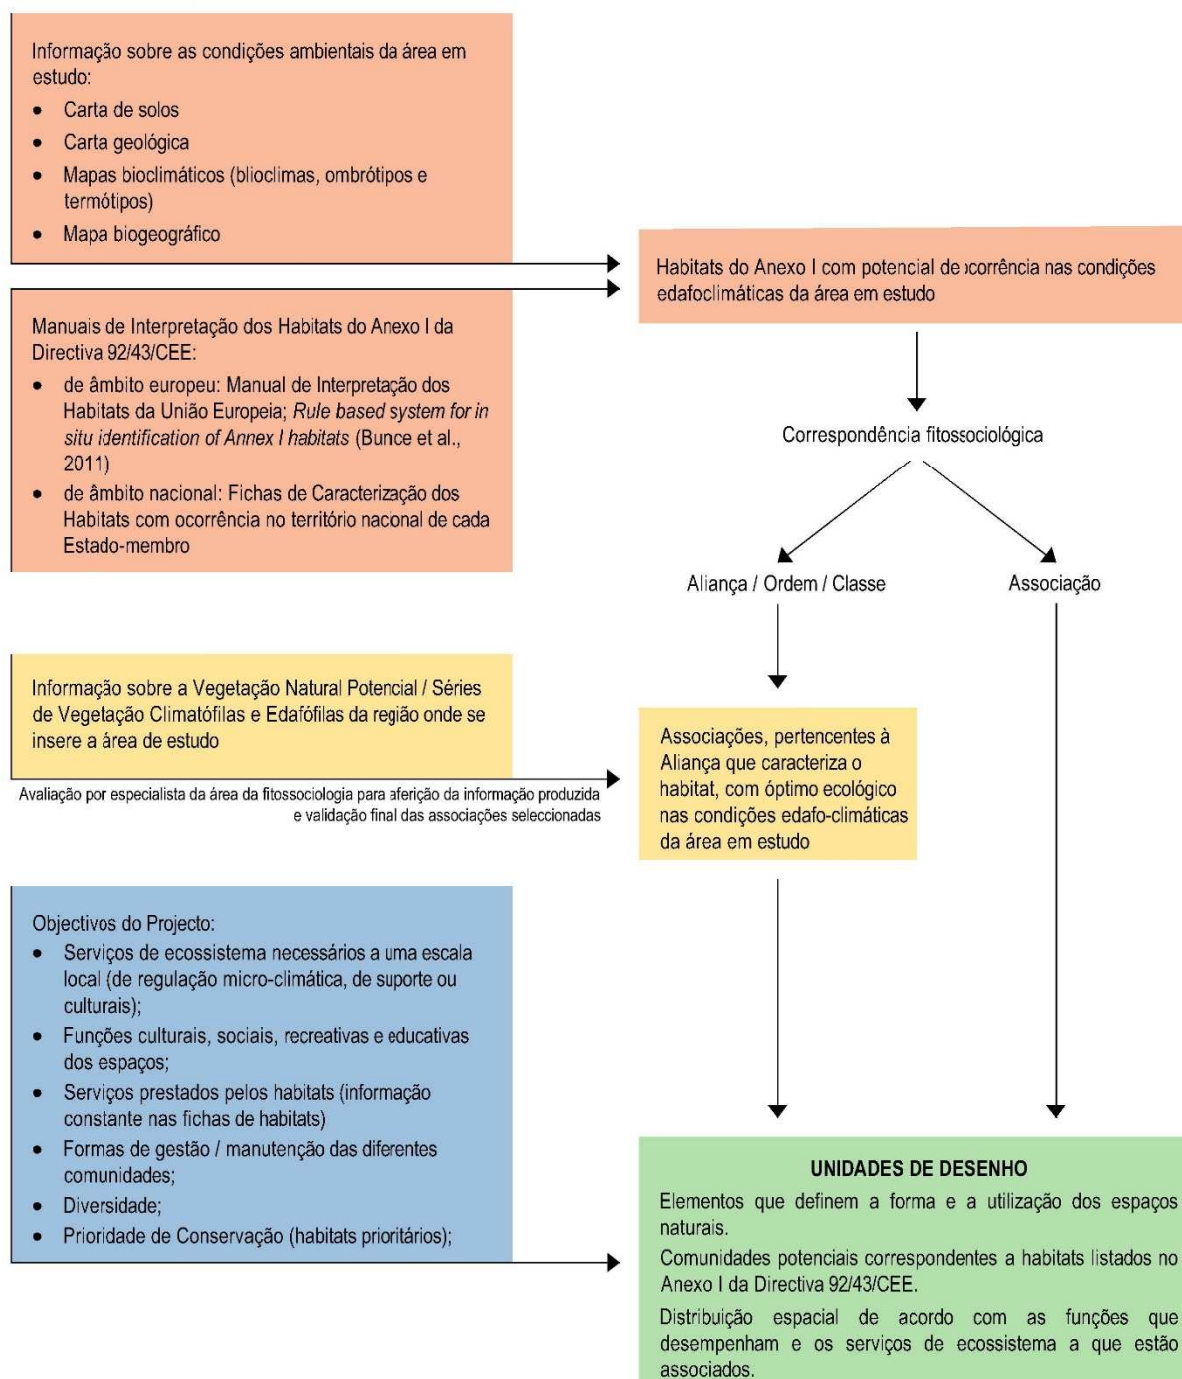 Informação sobre as condições ambientais da área em
estudo:
• Carta de solos
• Carta geológica
• Mapas bioclimáticos (blioclimas, ombrótipos e
termótipos)
• Mapa biogeográfico
Manuais de Interpretação dos Habitats do Anexo I da
Directiva 92/43/CEE:
• de âmbito europeu: Manual de Interpretação dos
Habitats da União Europeia; Rule based system for in
situ identification of Annex I habitats (Bunce et al.,
2011)
• de âmbito nacional: Fichas de Caracterização dos
Habitats com ocorrência no território nacional de cada
Estado-membro
Habitats do Anexo I com potencial de ocorrência nas condições
edafoclimáticas da área em estudo
Correspondência fitossociológica
Aliança / Ordem / Classe
Associação
Informação sobre a Vegetação Natural Potencial / Séries
de Vegetação Climatófilas e Edafófilas da região onde se
insere a área de estudo
Avaliação por especialista da área da fitossociologia para aferição da informação produzida
e validação final das associações seleccionadas
Associações, pertencentes à
Aliança que caracteriza o
habitat, com óptimo ecológico
nas condições edafo-climáticas
da área em estudo
Objectivos do Projecto:
• Serviços de ecossistema necessários a uma escala
local (de regulação micro-climática, de suporte ou
culturais);
• Funções culturais, sociais, recreativas e educativas
dos espaços;
• Serviços prestados pelos habitats (informação
constante nas fichas de habitats)
• Formas de gestão / manutenção das diferentes
comunidades;
• Diversidade;
• Prioridade de Conservação (habitats prioritários);
UNIDADES DE DESENHO
Elementos que definem a forma e a utilização dos espaços
naturais.
Comunidades potenciais correspondentes a habitats listados no
Anexo I da Directiva 92/43/CEE.
Distribuição espacial de acordo com as funções que
desempenham e os serviços de ecossistema a que estão
associados.